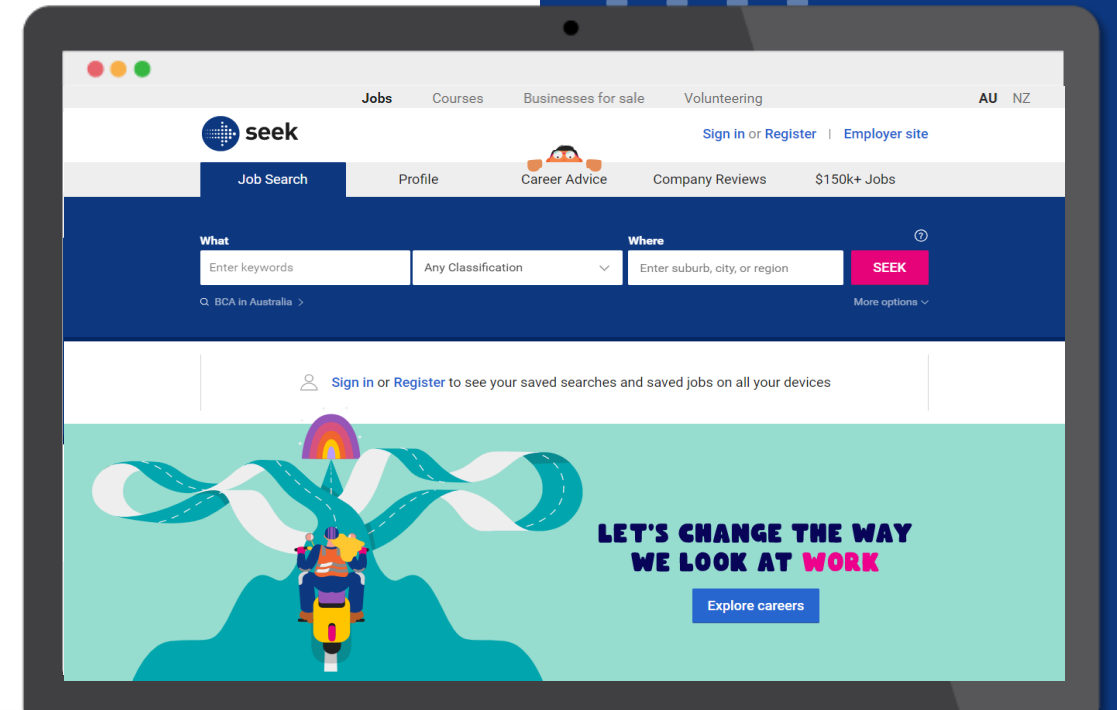 Jobs Courses Businesses for sale Volunteering AU NZ
seek Sign in or Register | Employer site
Job Search Profile Career Advice Company Reviews $150k+ Jobs
What Where ?
Enter keywords Any Classification Enter suburb, city, or region SEEK
BCA in Australia > More options
Sign in or Register to see your saved searches and saved jobs on all your devices
LET'S CHANGE THE WAY
WE LOOK AT WORK
Explore careers